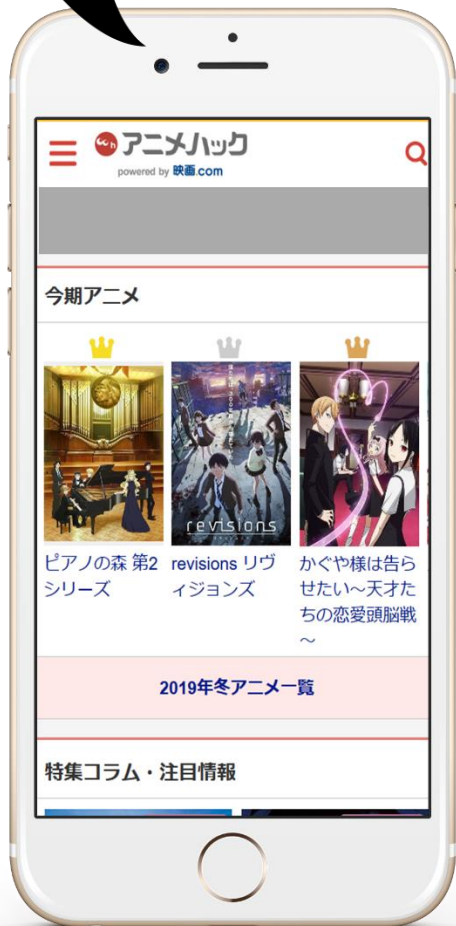 アニメハック
powered by 映画.com
今期アニメ
revisions
ピアノの森 第2
シリーズ
revisions リヴ
ィジョンズ
かぐや様は告ら
せたい～天才た
ちの恋愛頭脳戦
～
2019年冬アニメ一覧
特集コラム・注目情報